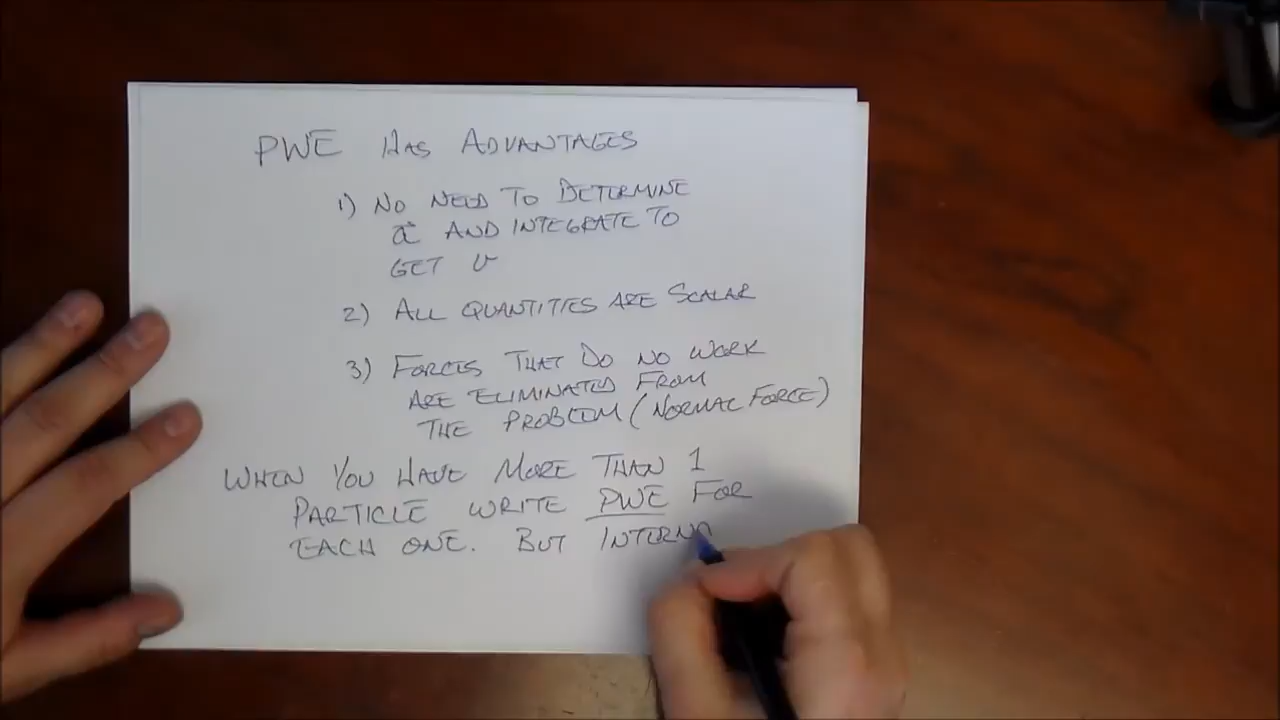 PWE HAS ADVANTAGES
1) NO NEED TO DETERMINE
a⃗ AND INTEGRATE TO
GET v
2) ALL QUANTITIES ARE SCALAR
3) FORCES THAT DO NO WORK
ARE ELIMINATED FROM
THE PROBLEM (NORMAL FORCE)
WHEN YOU HAVE MORE THAN 1
PARTICLE WRITE PWE FOR
EACH ONE. BUT INTERNA